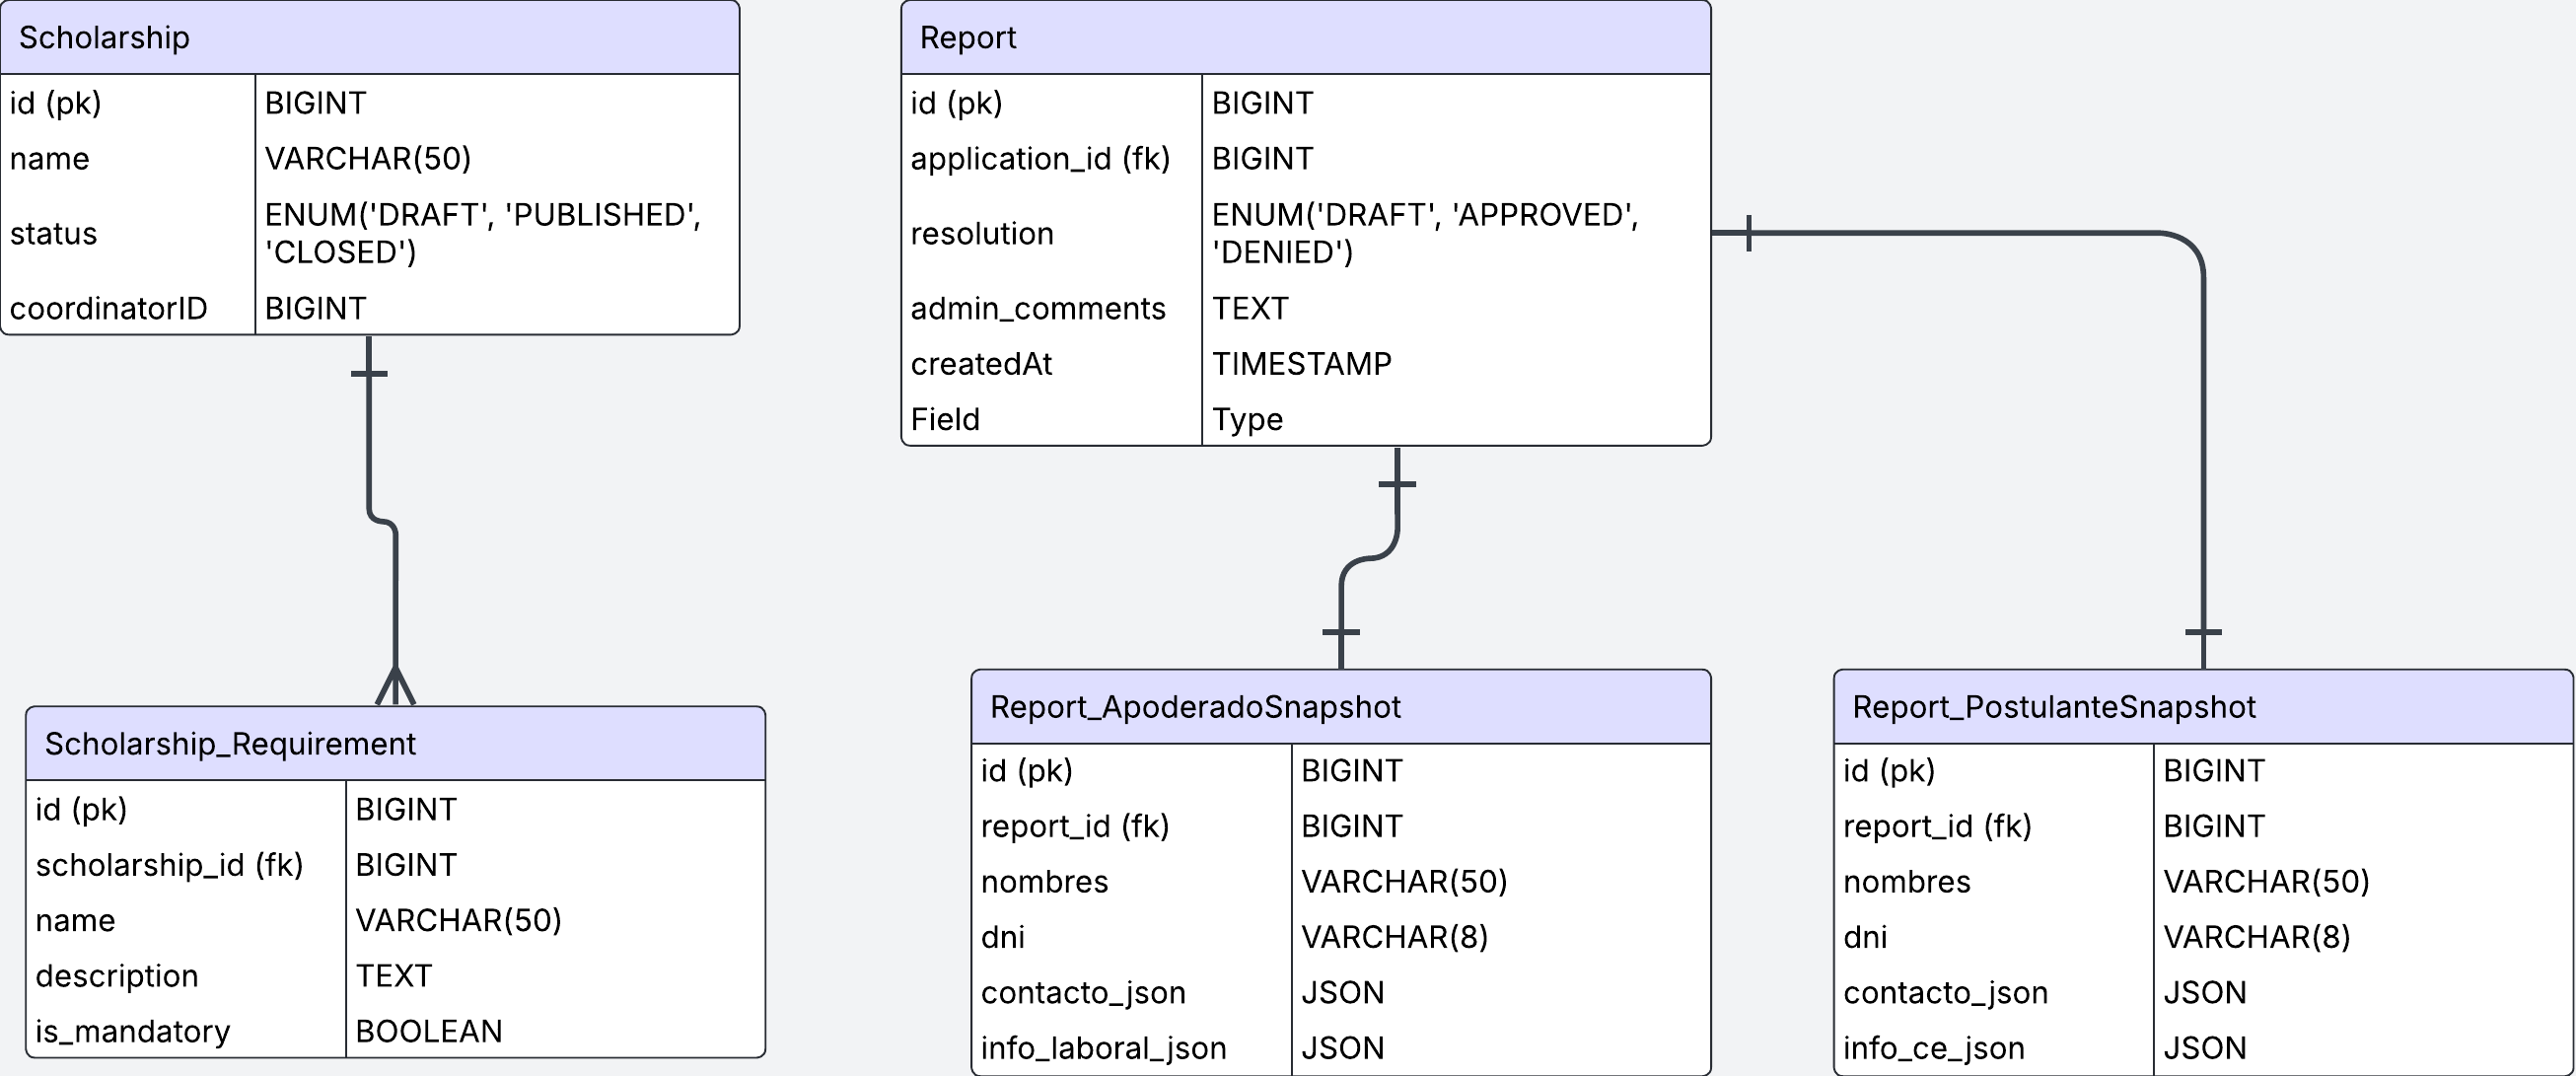 Scholarship
id (pk) BIGINT
name VARCHAR(50)
status ENUM('DRAFT', 'PUBLISHED',
'CLOSED')
coordinatorID BIGINT
Report
id (pk) BIGINT
application_id (fk) BIGINT
resolution ENUM('DRAFT', 'APPROVED',
'DENIED')
admin_comments TEXT
createdAt TIMESTAMP
Field Type
Scholarship_Requirement
id (pk) BIGINT
scholarship_id (fk) BIGINT
name VARCHAR(50)
description TEXT
is_mandatory BOOLEAN
Report_ApoderadoSnapshot
id (pk) BIGINT
report_id (fk) BIGINT
nombres VARCHAR(50)
dni VARCHAR(8)
contacto_json JSON
info_laboral_json JSON
Report_PostulanteSnapshot
id (pk) BIGINT
report_id (fk) BIGINT
nombres VARCHAR(50)
dni VARCHAR(8)
contacto_json JSON
info_ce_json JSON